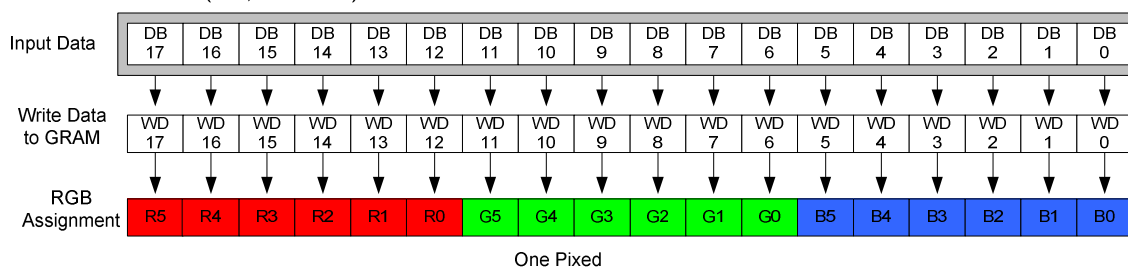 Input Data
DB DB DB DB DB DB DB DB DB DB DB DB DB DB DB DB DB DB
17 16 15 14 13 12 11 10 9 8 7 6 5 4 3 2 1 0
Write Data
to GRAM
WD WD WD WD WD WD WD WD WD WD WD WD WD WD WD WD WD WD
17 16 15 14 13 12 11 10 9 8 7 6 5 4 3 2 1 0
RGB
Assignment
R5 R4 R3 R2 R1 R0 G5 G4 G3 G2 G1 G0 B5 B4 B3 B2 B1 B0
One Pixed